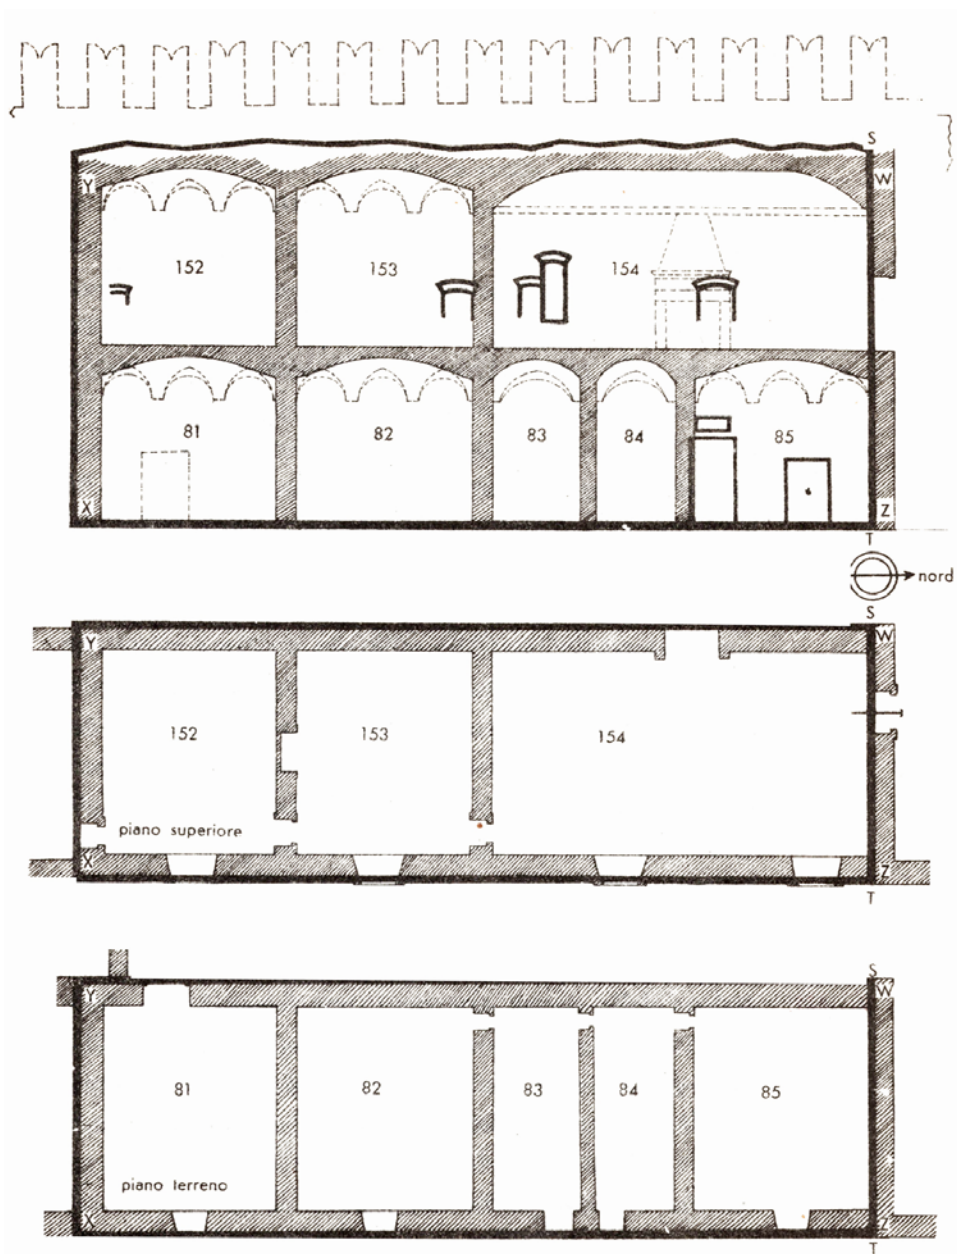 S
Y W
152 153 154
81 82 83 84 85
X Z
T
nord
S
Y W
152 153 154
piano superiore
X Z
T
S
Y W
81 82 83 84 85
piano terreno
X Z
T